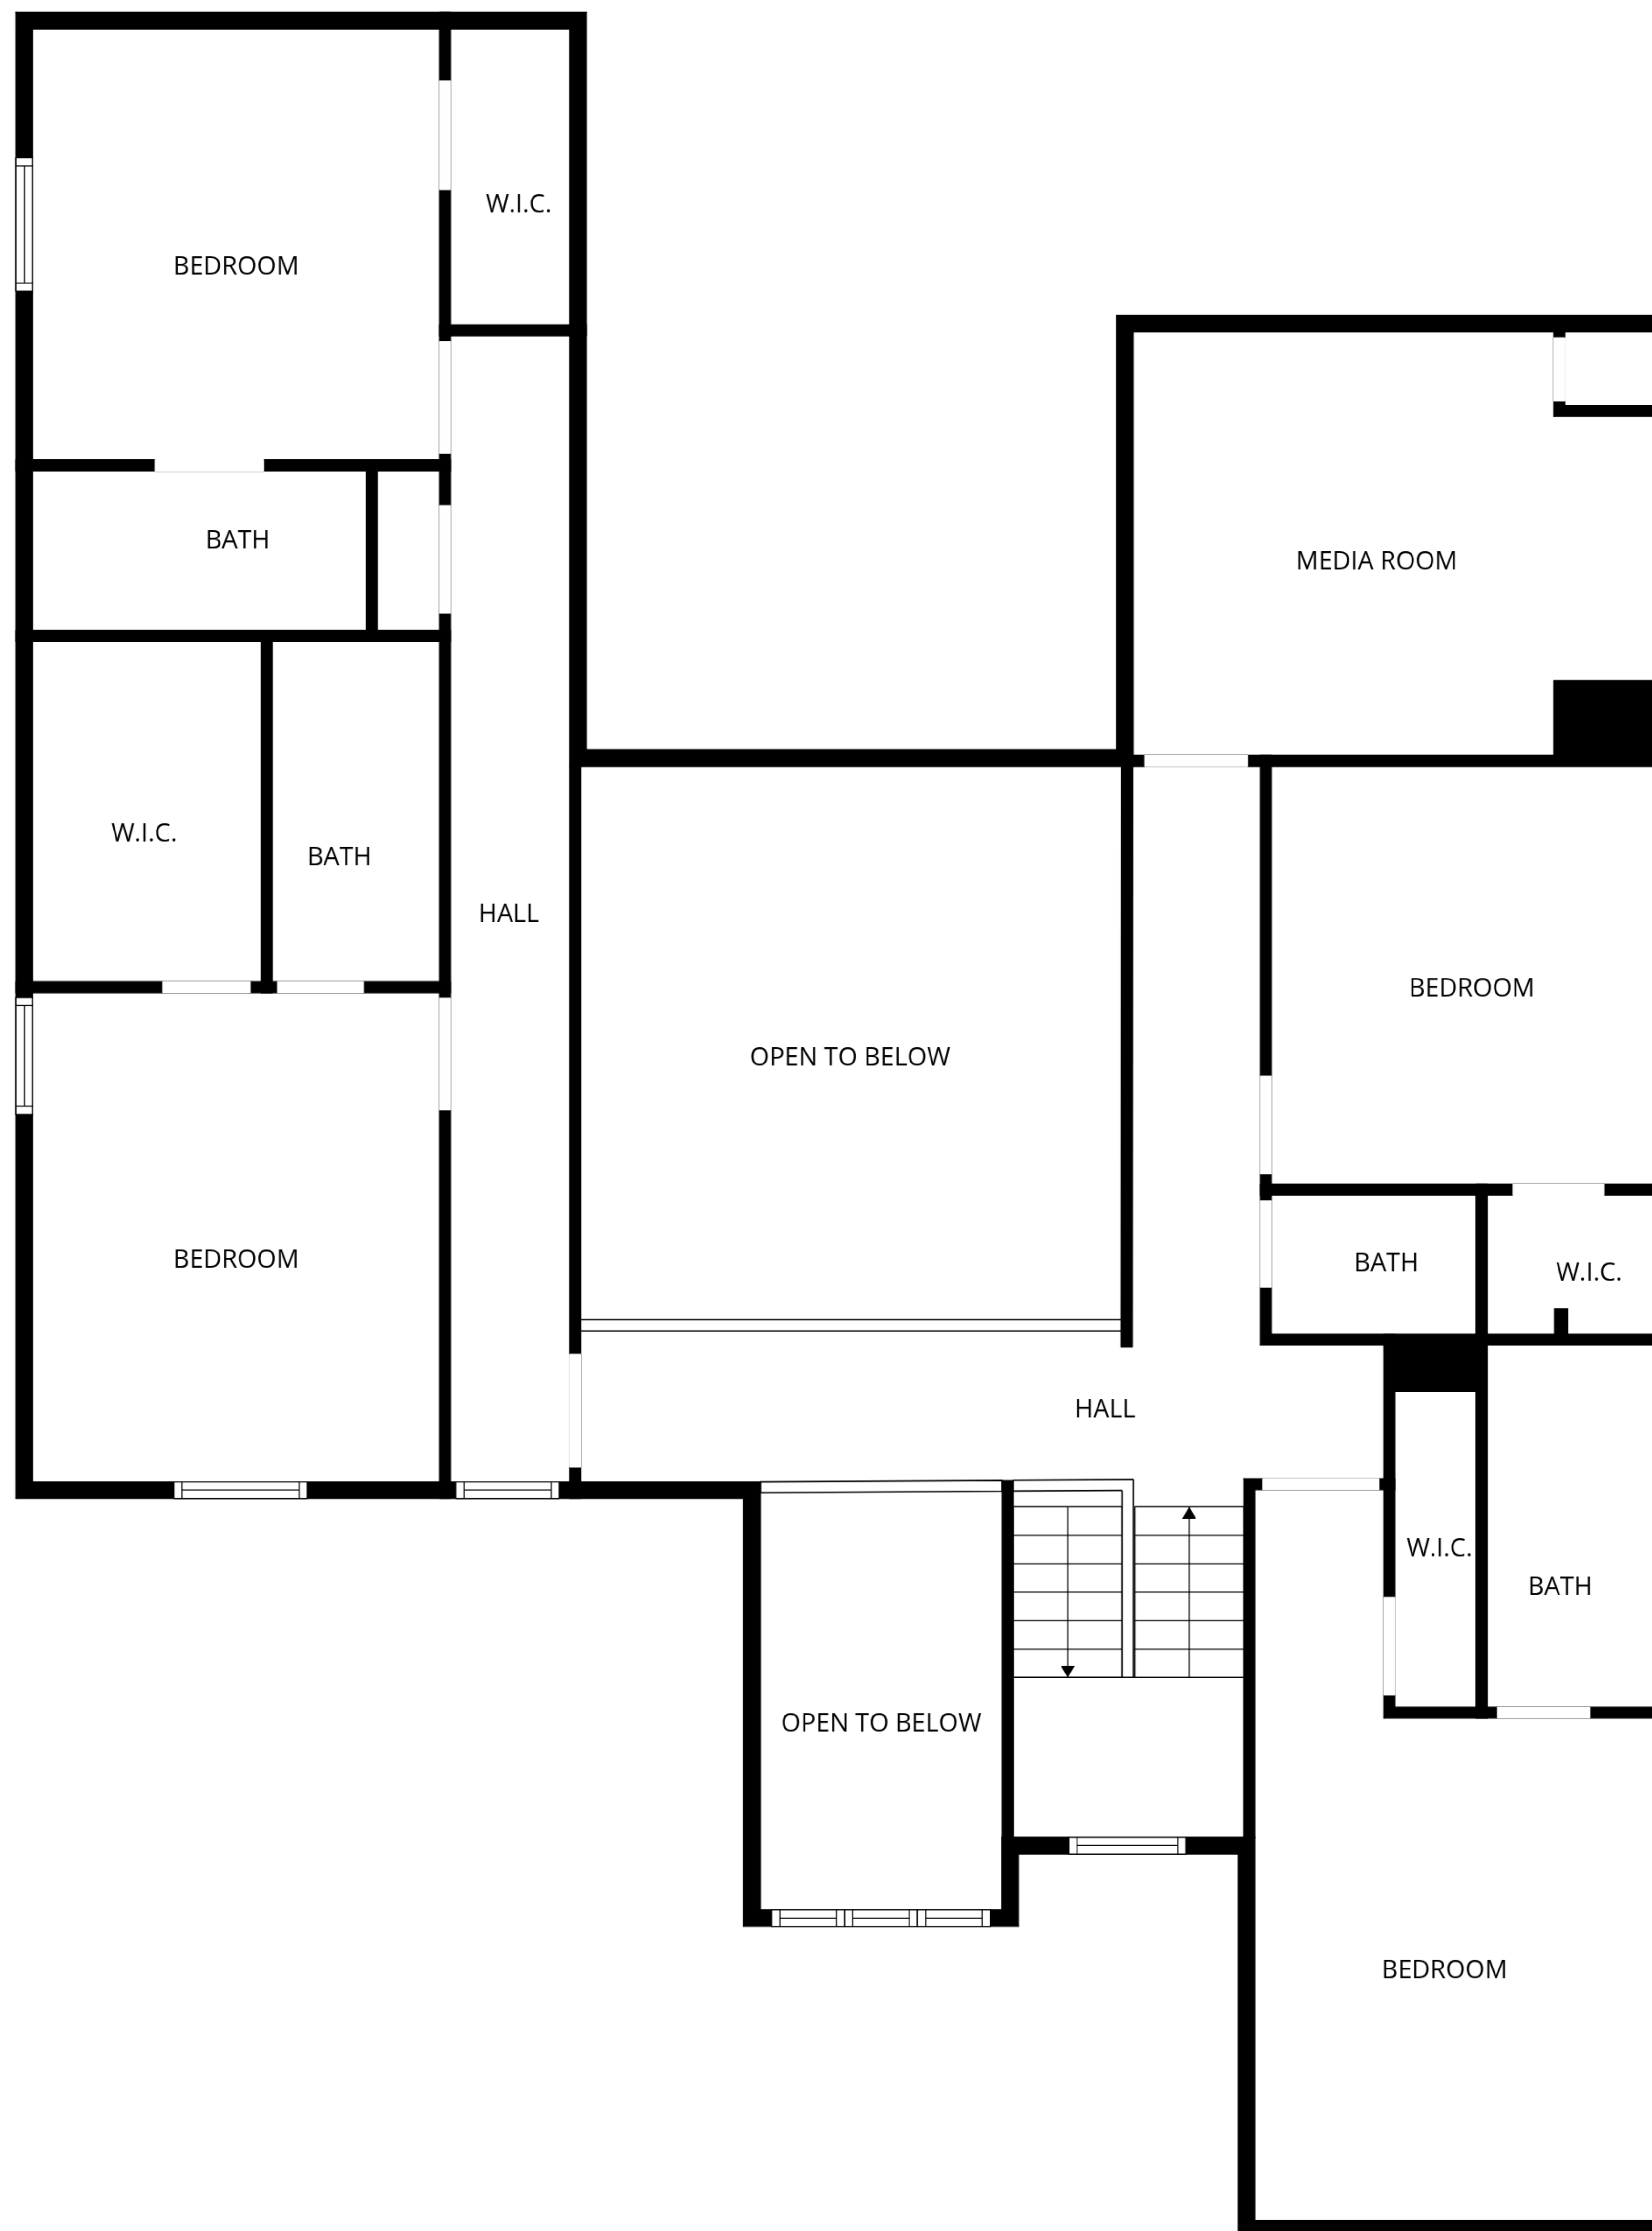 W.I.C.
BEDROOM
BATH
MEDIA ROOM
W.I.C.
BATH
HALL
BEDROOM
OPEN TO BELOW
BEDROOM
BATH
W.I.C.
HALL
W.I.C.
BATH
OPEN TO BELOW
BEDROOM